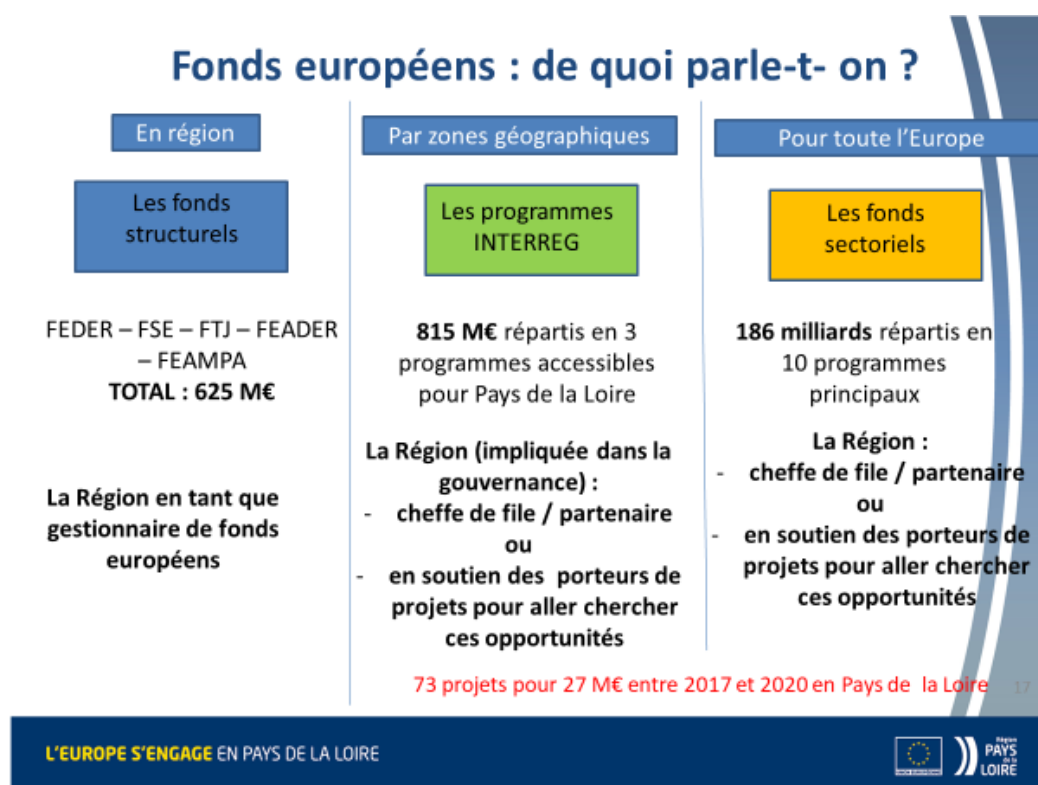 Fonds européens : de quoi parle-t- on ?
En région
Les fonds
structurels
FEDER – FSE – FTJ – FEADER
– FEAMPA
TOTAL : 625 M€
La Région en tant que
gestionnaire de fonds
européens
Par zones géographiques
Les programmes
INTERREG
815 M€ répartis en 3
programmes accessibles
pour Pays de la Loire
La Région (impliquée dans la
gouvernance) :
- cheffe de file / partenaire
ou
- en soutien des porteurs de
projets pour aller chercher
ces opportunités
Pour toute l'Europe
Les fonds
sectoriels
186 milliards répartis en
10 programmes
principaux
La Région :
- cheffe de file / partenaire
ou
- en soutien des porteurs de
projets pour aller chercher
ces opportunités
73 projets pour 27 M€ entre 2017 et 2020 en Pays de la Loire
17
L'EUROPE S'ENGAGE EN PAYS DE LA LOIRE
UNION EUROPÉENNE
Région
PAYS
de la
LOIRE